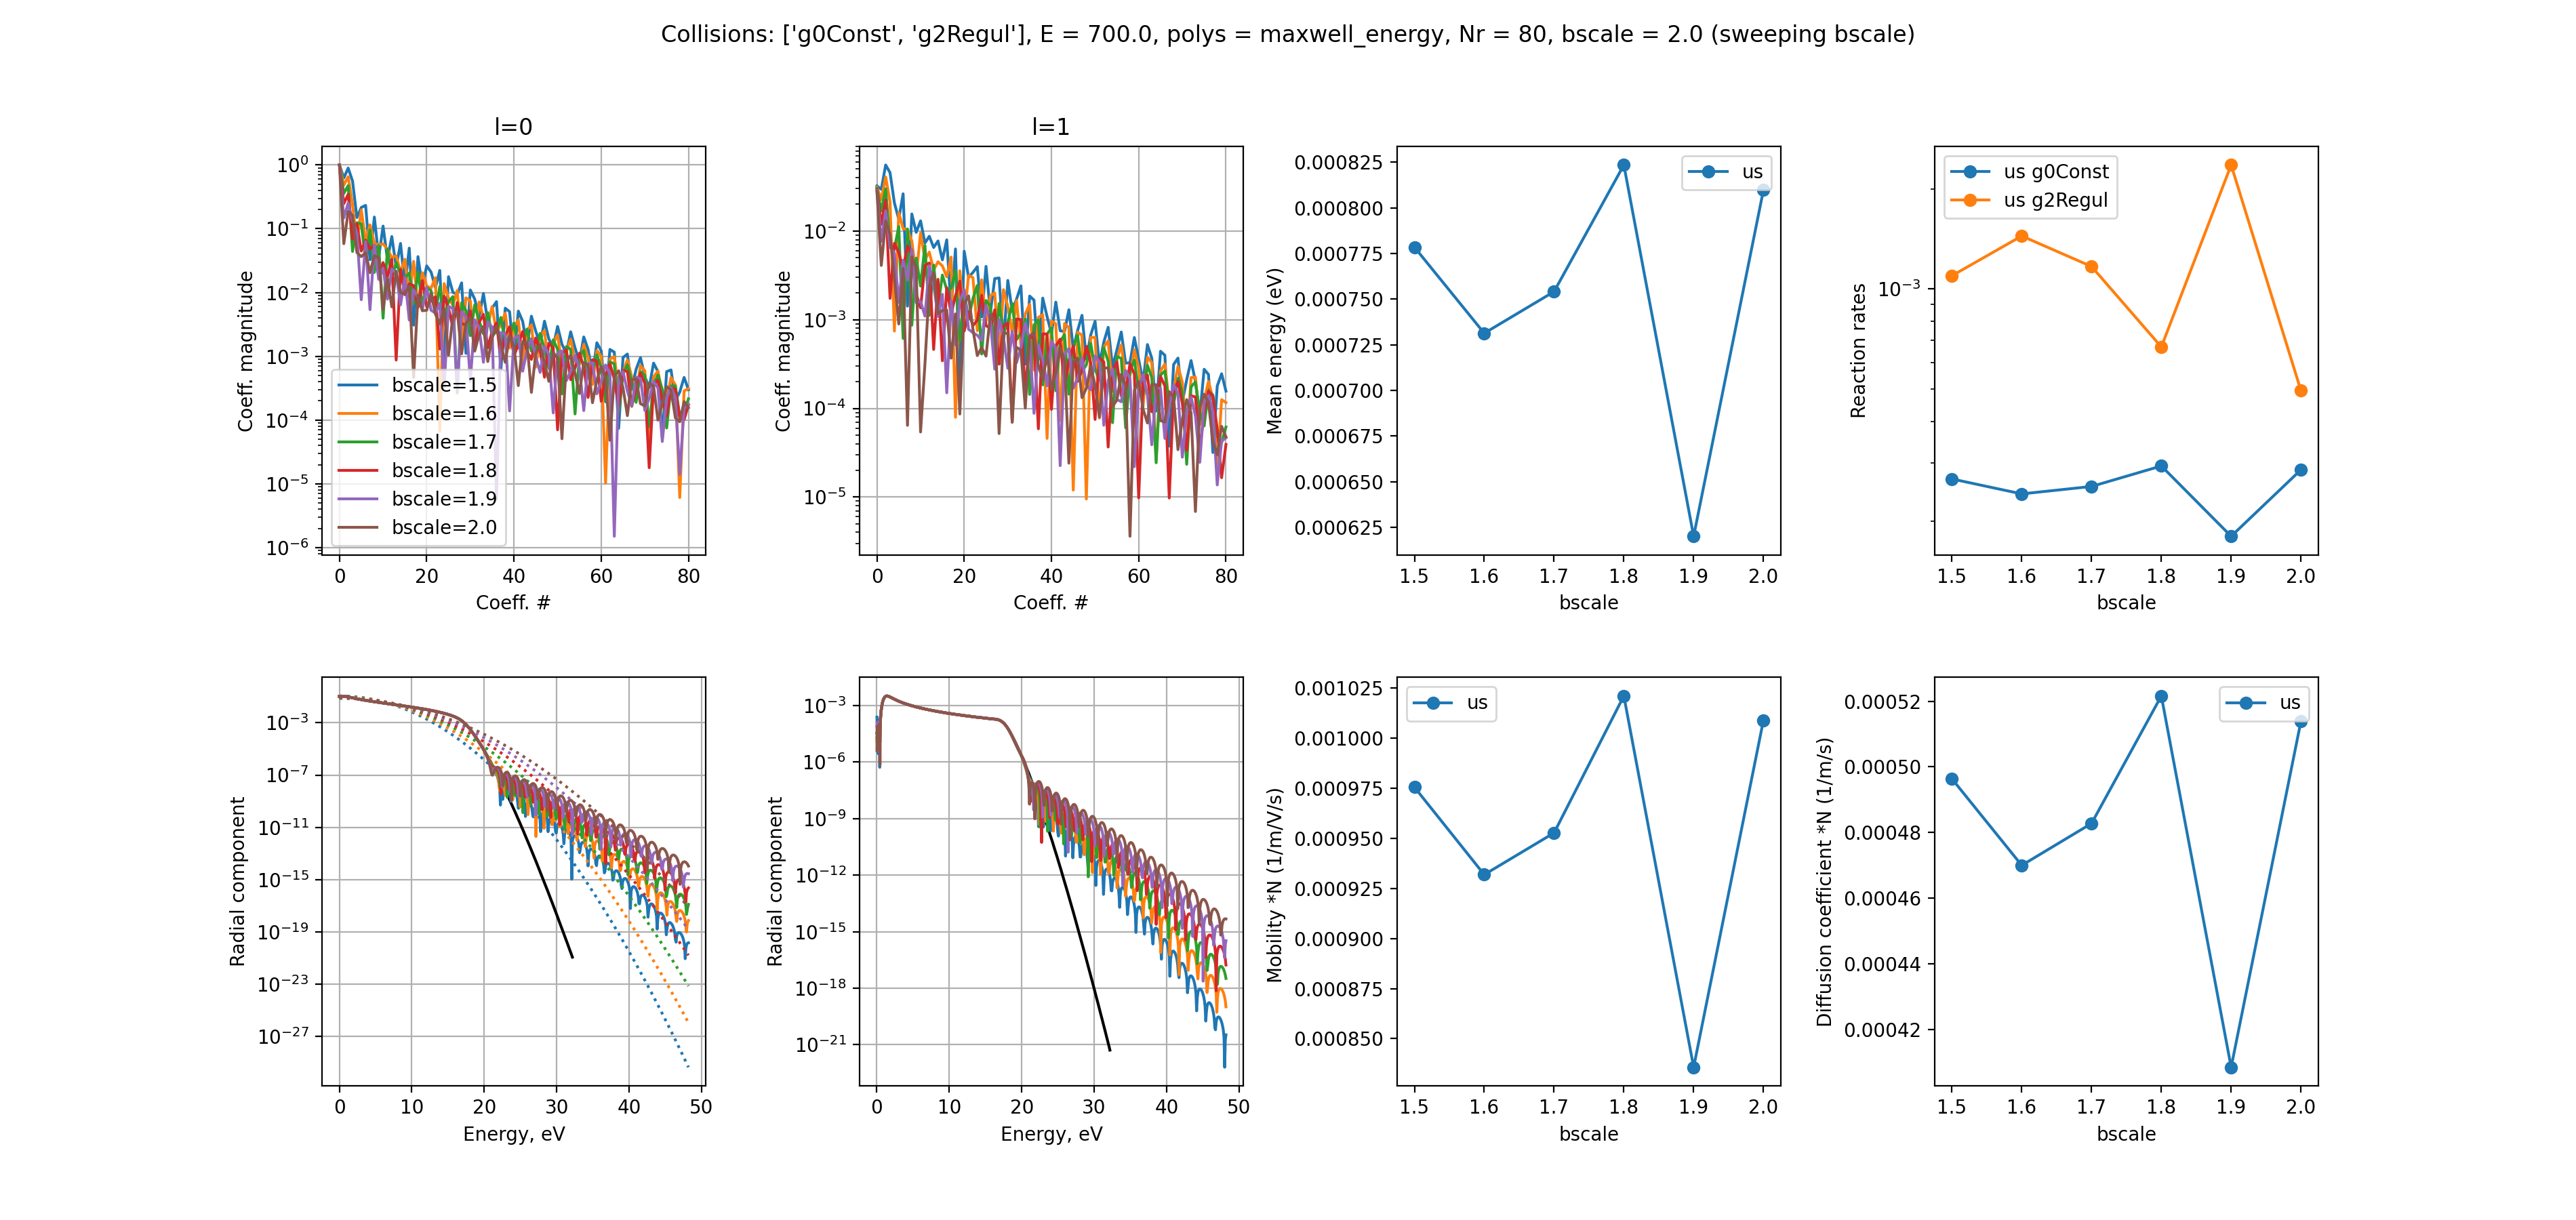 Collisions: ['g0Const', 'g2Regul'], E = 700.0, polys = maxwell_energy, Nr = 80, bscale = 2.0 (sweeping bscale)
l=0
10^0
10^-1
10^-2
10^-3
10^-4
10^-5
10^-6
Coeff. magnitude
bscale=1.5
bscale=1.6
bscale=1.7
bscale=1.8
bscale=1.9
bscale=2.0
0 20 40 60 80
Coeff. #
l=1
10^-2
10^-3
10^-4
10^-5
Coeff. magnitude
0 20 40 60 80
Coeff. #
us
0.000825
0.000800
0.000775
0.000750
0.000725
0.000700
0.000675
0.000650
0.000625
Mean energy (eV)
1.5 1.6 1.7 1.8 1.9 2.0
bscale
us g0Const
us g2Regul
10^-3
Reaction rates
1.5 1.6 1.7 1.8 1.9 2.0
bscale
10^-3
10^-7
10^-11
10^-15
10^-19
10^-23
10^-27
Radial component
0 10 20 30 40 50
Energy, eV
10^-3
10^-6
10^-9
10^-12
10^-15
10^-18
10^-21
Radial component
0 10 20 30 40 50
Energy, eV
us
0.001025
0.001000
0.000975
0.000950
0.000925
0.000900
0.000875
0.000850
Mobility *N (1/m/V/s)
1.5 1.6 1.7 1.8 1.9 2.0
bscale
us
0.00052
0.00050
0.00048
0.00046
0.00044
0.00042
Diffusion coefficient *N (1/m/s)
1.5 1.6 1.7 1.8 1.9 2.0
bscale